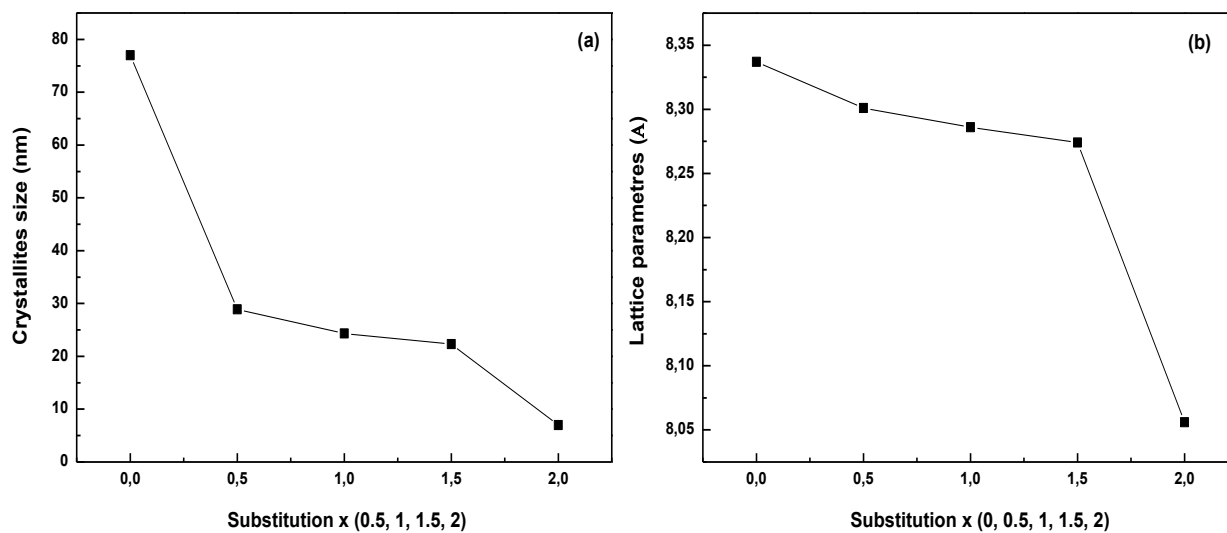 (a)
Crystallites size (nm)
80
70
60
50
40
30
20
10
0
0,0 0,5 1,0 1,5 2,0
Substitution x (0.5, 1, 1.5, 2)
(b)
Lattice parametres (A)
8,35
8,30
8,25
8,20
8,15
8,10
8,05
0,0 0,5 1,0 1,5 2,0
Substitution x (0, 0.5, 1, 1.5, 2)